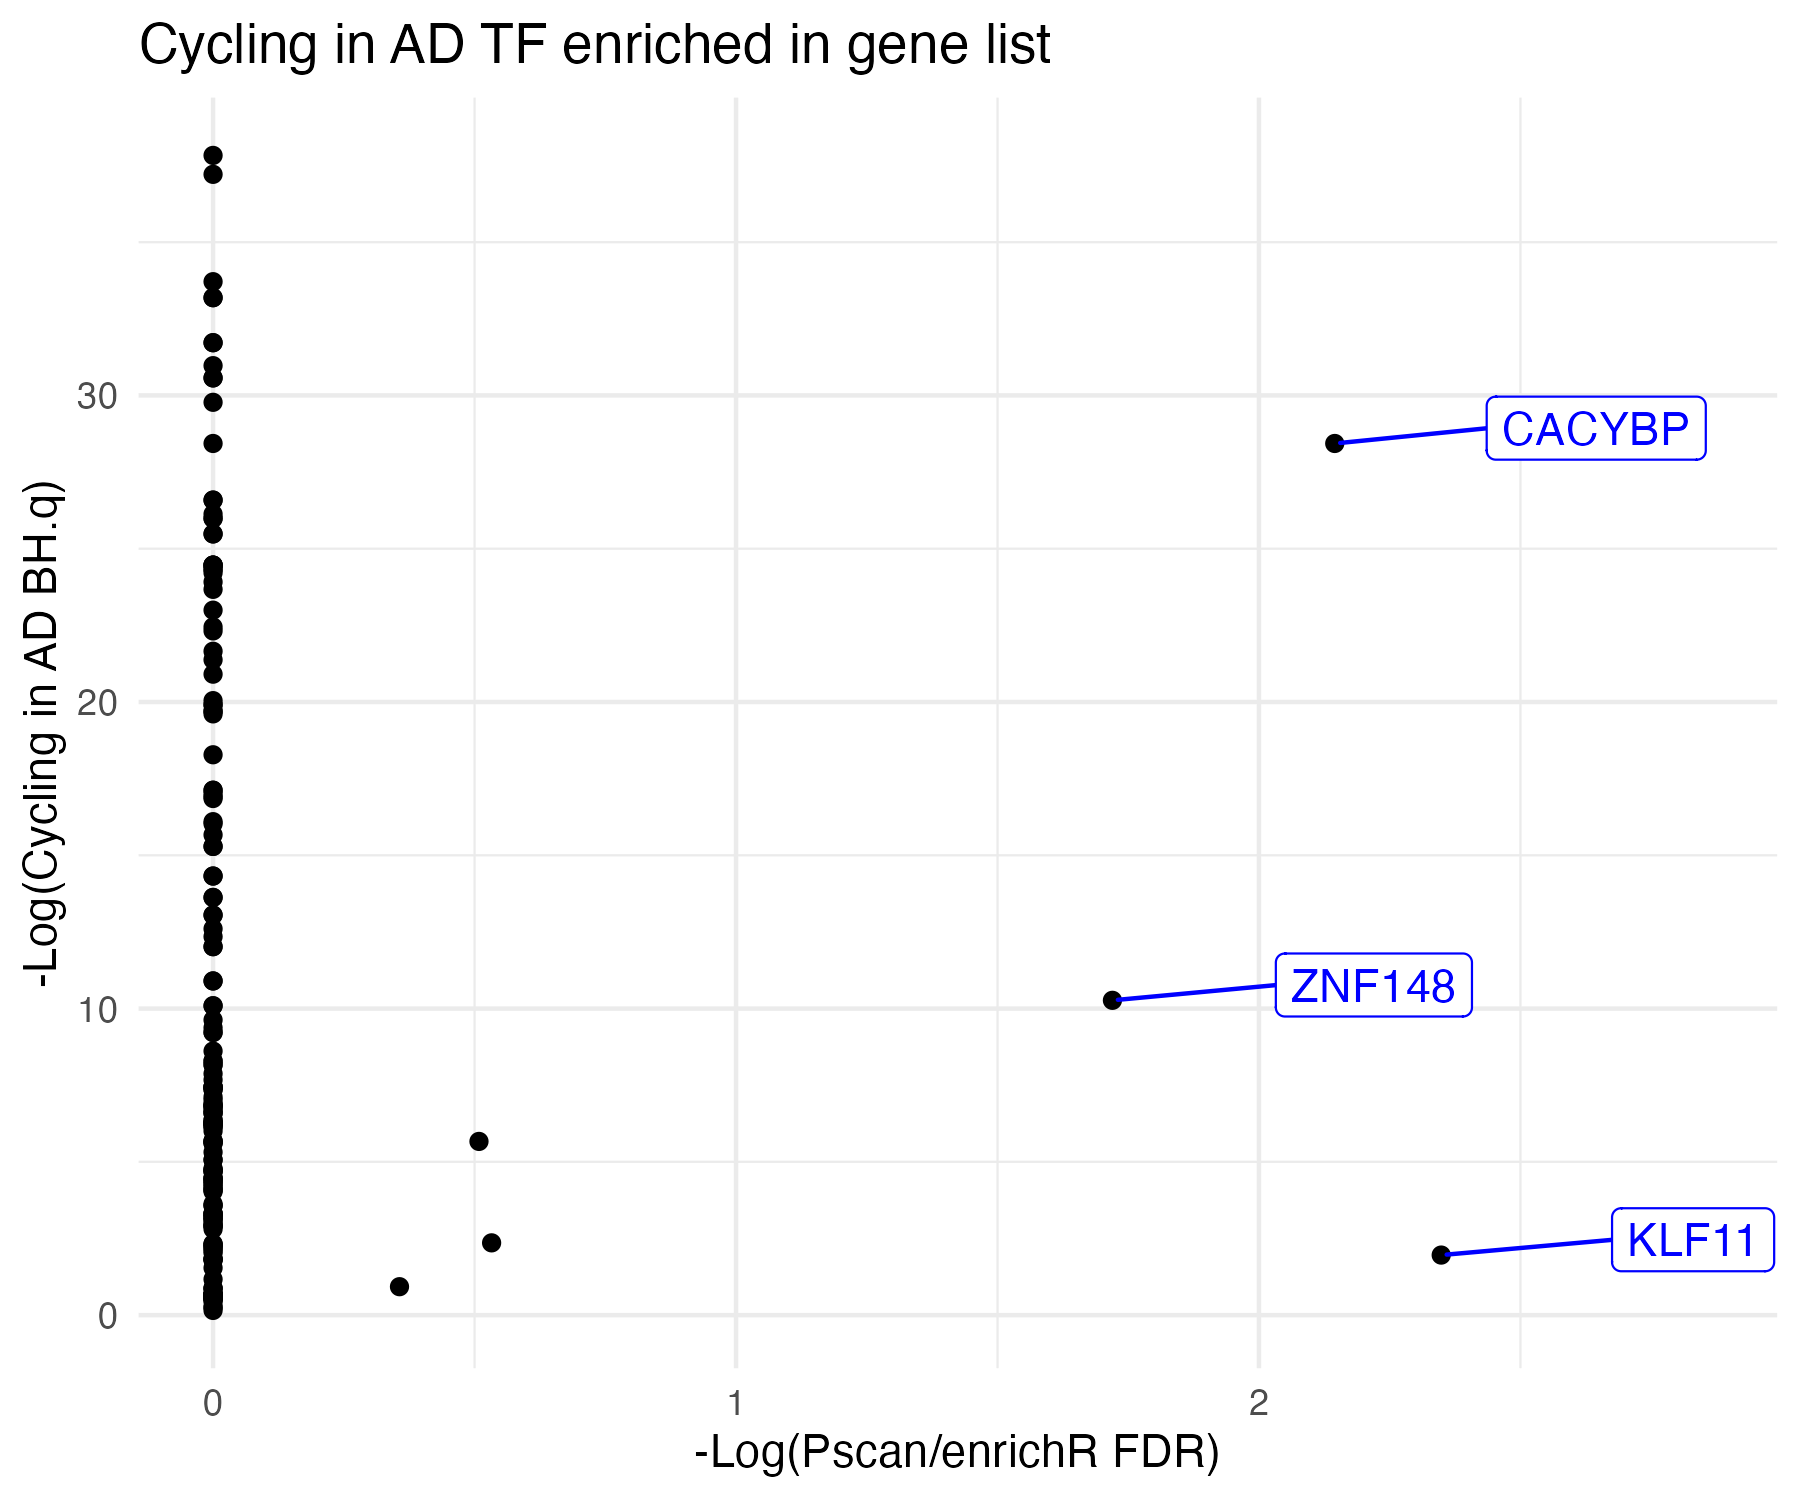 Cycling in AD TF enriched in gene list
-Log(Cycling in AD BH.q)
30
20
10
0
CACYBP
ZNF148
KLF11
0
1
2
-Log(Pscan/enrichR FDR)